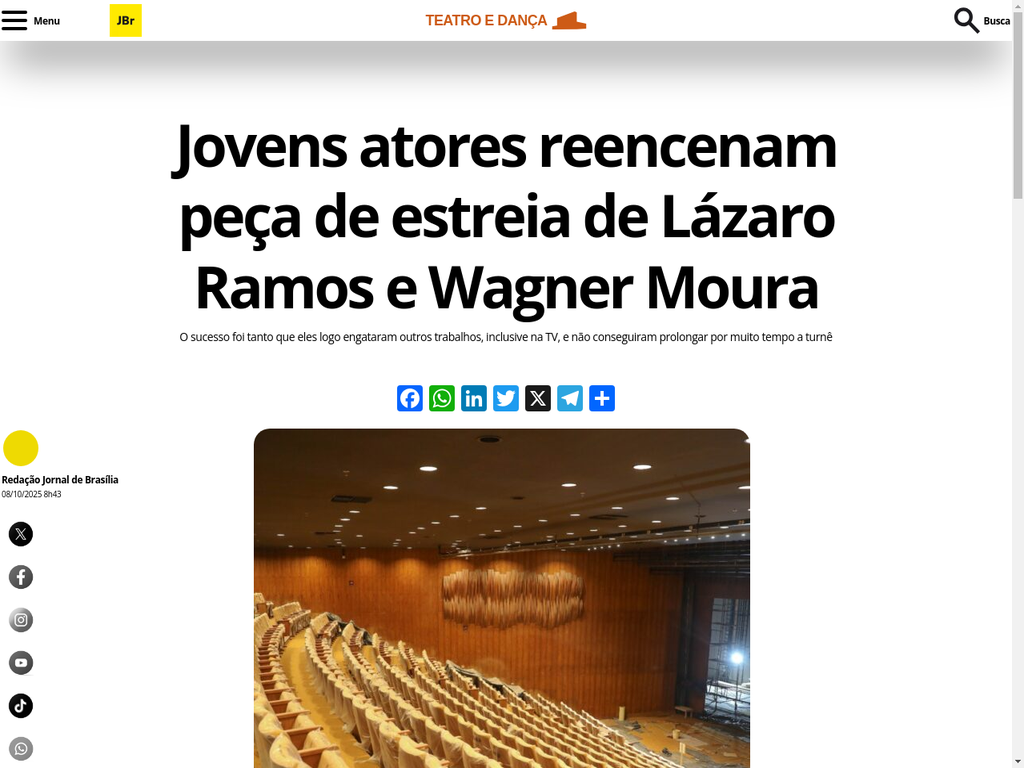 Menu
JBr
TEATRO E DANÇA
Busca
Jovens atores reencenam
peça de estreia de Lázaro
Ramos e Wagner Moura
O sucesso foi tanto que eles logo engataram outros trabalhos, inclusive na TV, e não conseguiram prolongar por muito tempo a turnê
Redação Jornal de Brasília
08/10/2025 8h43